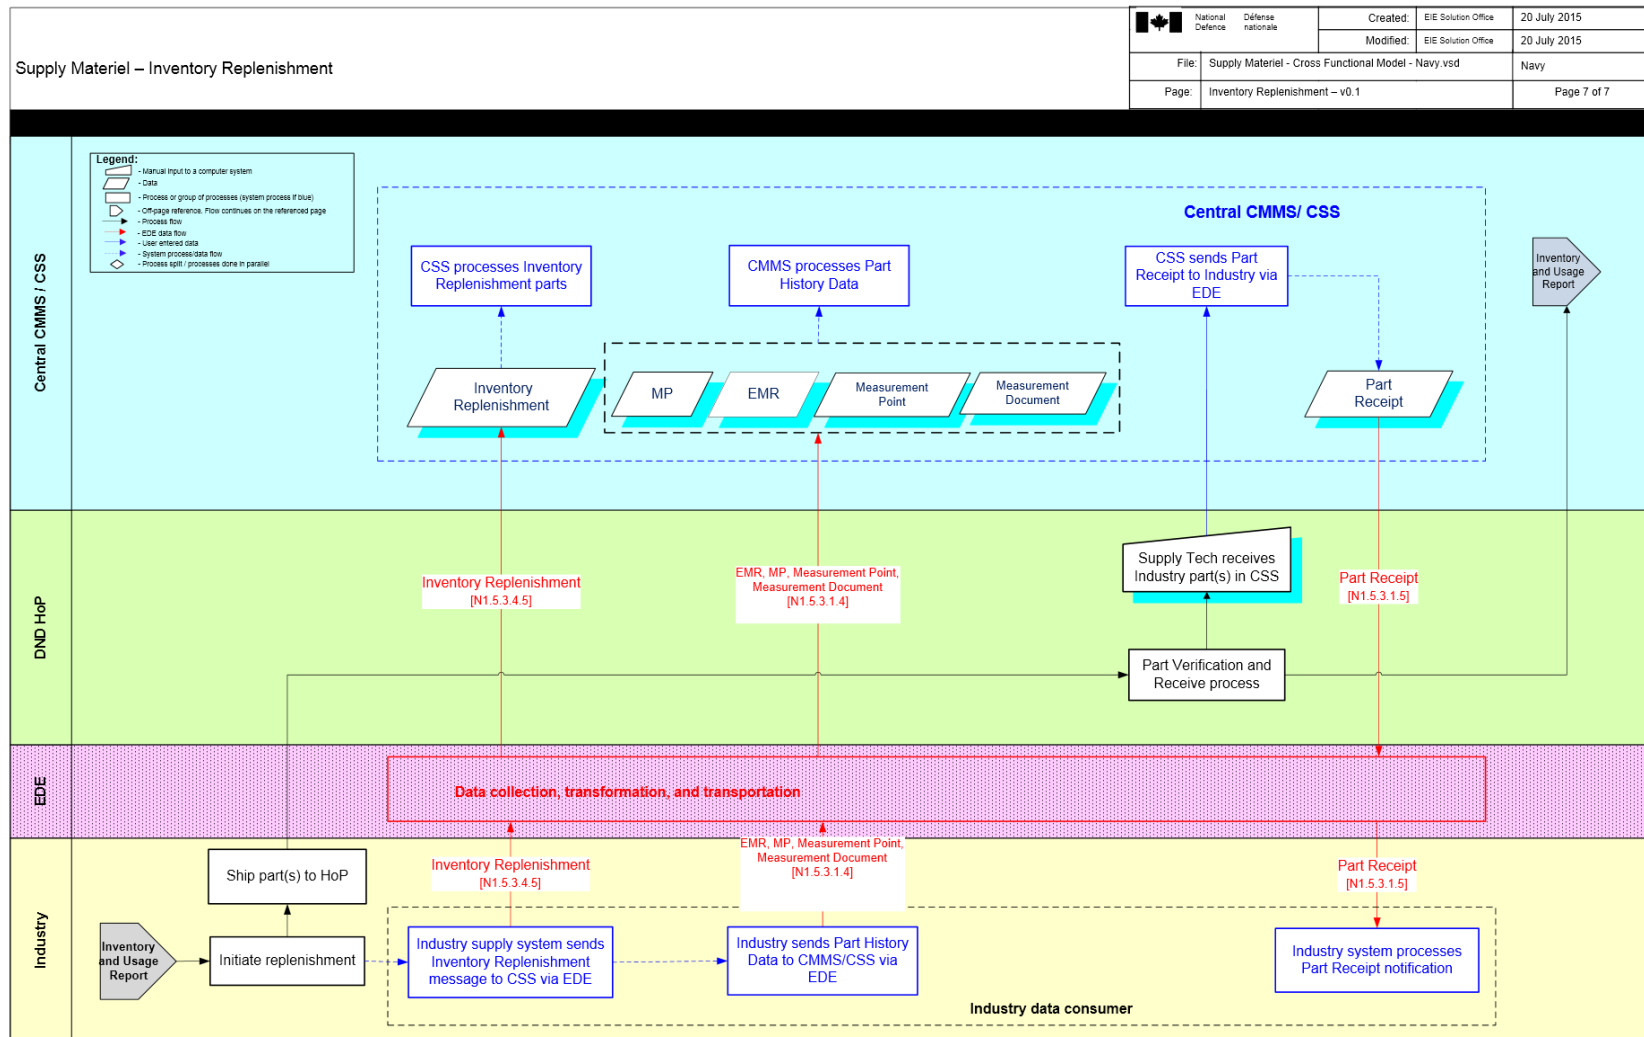 National
Defence
Défense
nationale
Created:
EIE Solution Office
20 July 2015
Modified:
EIE Solution Office
20 July 2015
Supply Materiel – Inventory Replenishment
File:
Supply Materiel - Cross Functional Model - Navy.vsd
Navy
Page:
Inventory Replenishment – v0.1
Page 7 of 7
Central CMMS / CSS
Legend:
- Manual input to a computer system
- Data
- Process or group of processes (system process if blue)
- Off-page reference. Flow continues on the referenced page
- Process flow
- EDE data flow
- User entered data
- System process/data flow
- Process split / processes done in parallel
Central CMMS/ CSS
CSS processes Inventory
Replenishment parts
CMMS processes Part
History Data
CSS sends Part
Receipt to Industry via
EDE
Inventory
and Usage
Report
Inventory
Replenishment
MP
EMR
Measurement
Point
Measurement
Document
Part
Receipt
DND HoP
Inventory Replenishment
[N1.5.3.4.5]
EMR, MP, Measurement Point,
Measurement Document
[N1.5.3.1.4]
Supply Tech receives
Industry part(s) in CSS
Part Receipt
[N1.5.3.1.5]
Part Verification and
Receive process
EDE
Data collection, transformation, and transportation
Industry
Ship part(s) to HoP
Inventory Replenishment
[N1.5.3.4.5]
EMR, MP, Measurement Point,
Measurement Document
[N1.5.3.1.4]
Part Receipt
[N1.5.3.1.5]
Inventory
and Usage
Report
Initiate replenishment
Industry supply system sends
Inventory Replenishment
message to CSS via EDE
Industry sends Part History
Data to CMMS/CSS via
EDE
Industry system processes
Part Receipt notification
Industry data consumer